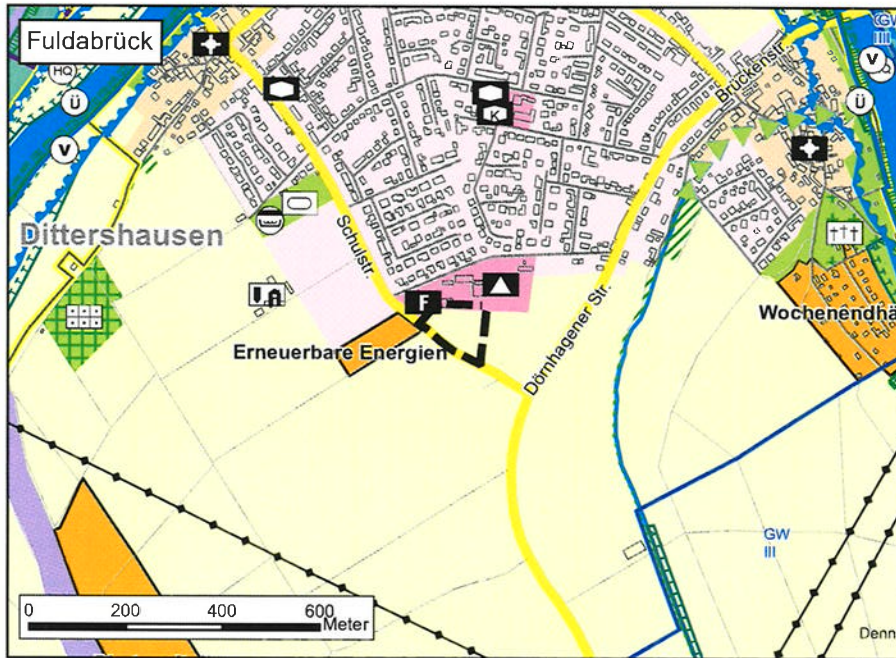 Fuldabrück
HQ
Ü
V
GW
III
V
Ü
K
Brückenstr.
Schulstr.
Dittershausen
F
Dörnhagener Str.
Wochenendhä
Erneuerbare Energien
GW
III
0 200 400 600
Meter
Denn